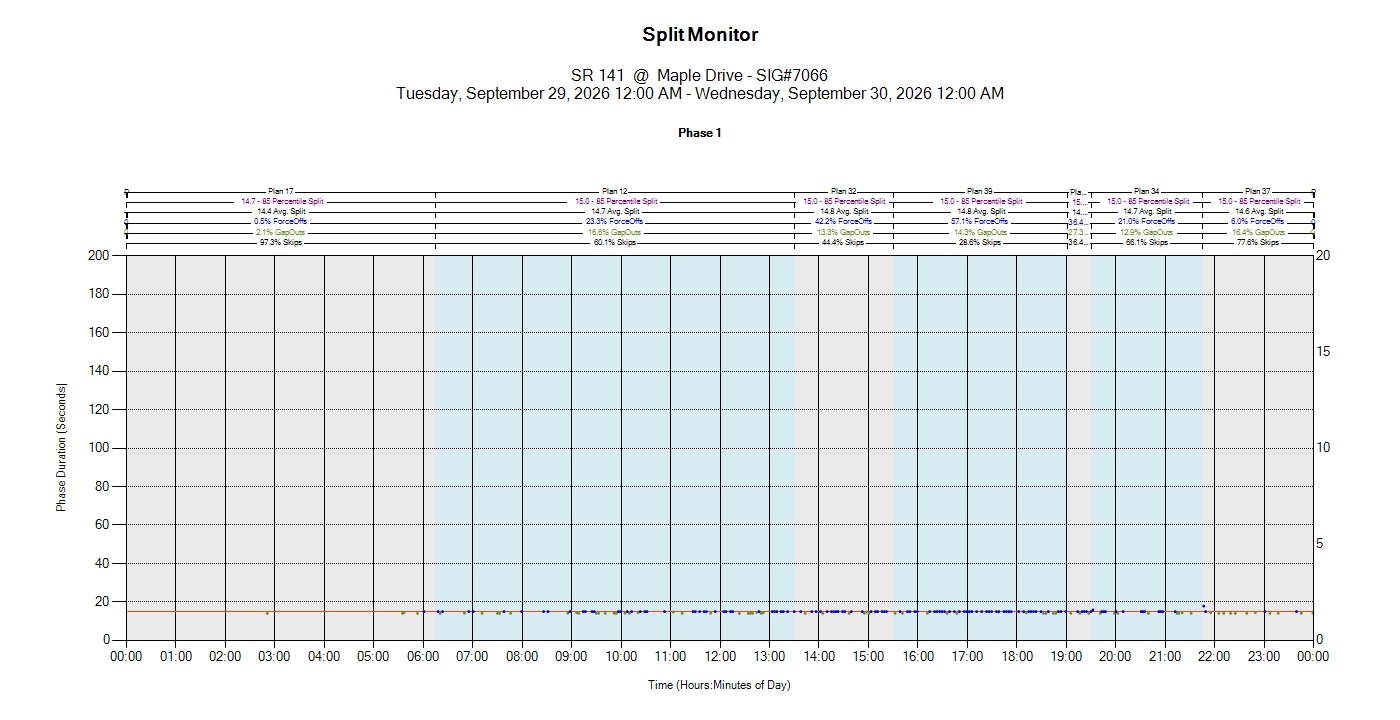 Split Monitor
SR 141 @ Maple Drive - SIG#7066
Tuesday, September 29, 2026 12:00 AM - Wednesday, September 30, 2026 12:00 AM
Phase 1
Plan 17 Plan 12 Plan 32 Plan 39 Pla... Plan 34 Plan 37
14.7 - 85 Percentile Split 15.0 - 85 Percentile Split 15.0 - 85 Percentile Split 15.0 - 85 Percentile Split 15.... 15.0 - 85 Percentile Split 15.0 - 85 Percentile Split
14.4 Avg. Split 14.7 Avg. Split 14.8 Avg. Split 14.8 Avg. Split 14.... 14.7 Avg. Split 14.6 Avg. Split
0.5% ForceOffs 23.3% ForceOffs 42.2% ForceOffs 57.1% ForceOffs 36.4... 21.0% ForceOffs 6.0% ForceOffs
2.1% GapOuts 16.6% GapOuts 13.3% GapOuts 14.3% GapOuts 27.3... 12.9% GapOuts 16.4% GapOuts
97.3% Skips 60.1% Skips 44.4% Skips 28.6% Skips 36.4... 66.1% Skips 77.6% Skips
200 20
180
160
15
140
120
100 10
80
60
5
40
20
0 0
Phase Duration (Seconds)
00:00 01:00 02:00 03:00 04:00 05:00 06:00 07:00 08:00 09:00 10:00 11:00 12:00 13:00 14:00 15:00 16:00 17:00 18:00 19:00 20:00 21:00 22:00 23:00 00:00
Time (Hours:Minutes of Day)